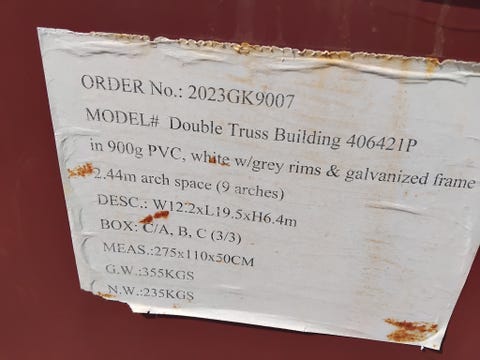 ORDER No.: 2023GK9007
MODEL# Double Truss Building 406421P
in 900g PVC, white w/grey rims & galvanized frame
2.44m arch space (9 arches)
DESC.: W12.2xL19.5xH6.4m
BOX: C/A, B, C (3/3)
MEAS.:275x110x50CM
G.W.:355KGS
N.W.:235KGS